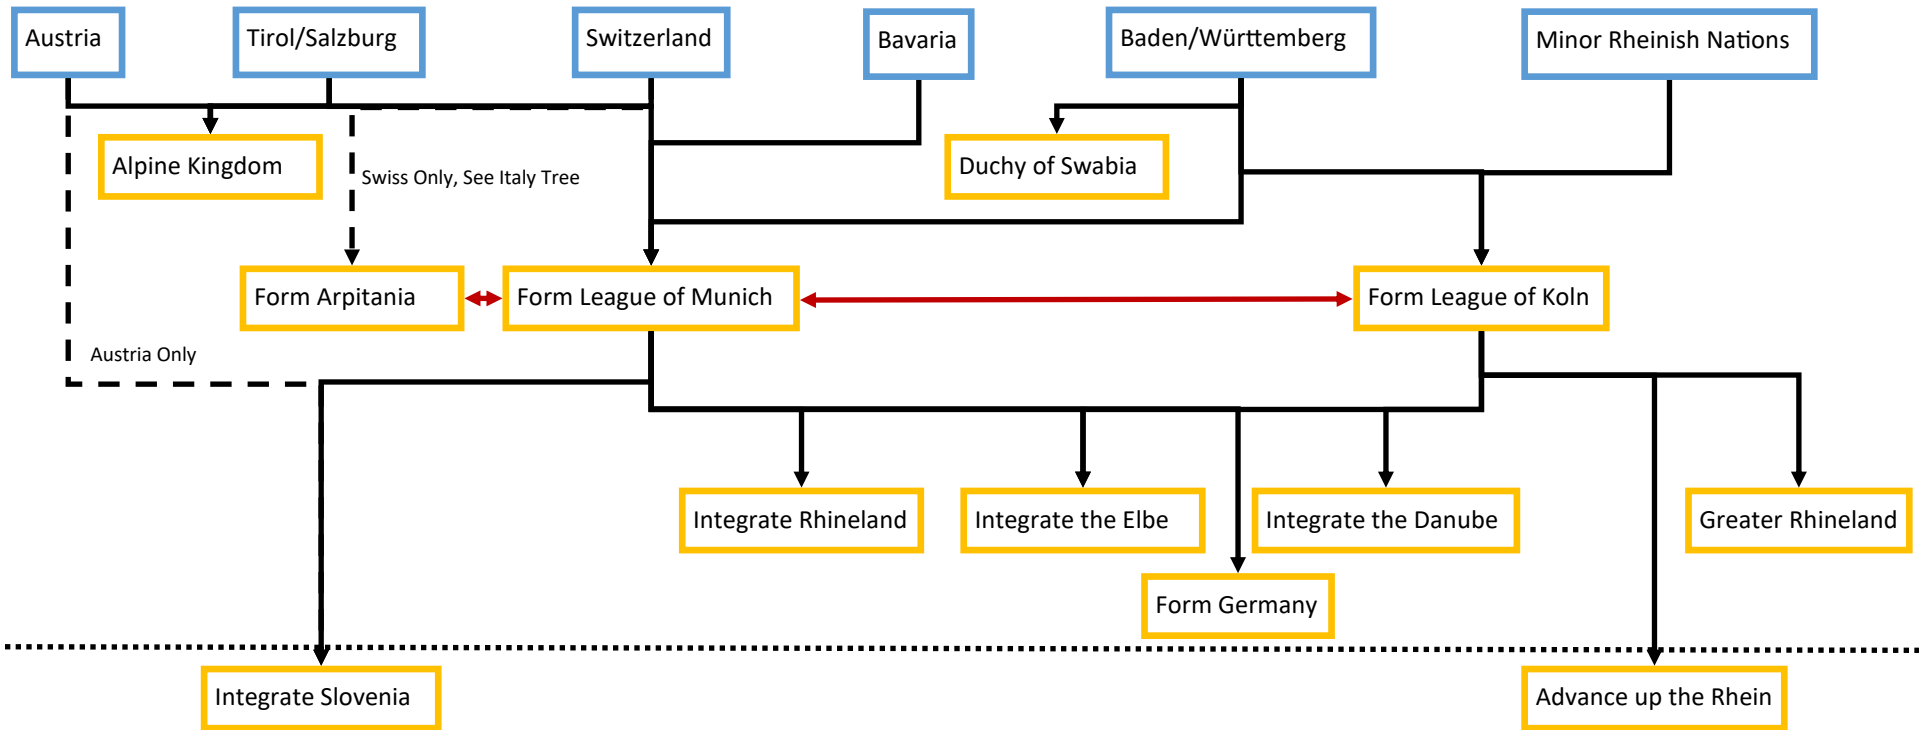 Austria
Tirol/Salzburg
Switzerland
Bavaria
Baden/Württemberg
Minor Rheinish Nations
Alpine Kingdom
Swiss Only, See Italy Tree
Duchy of Swabia
Form Arpitania
Form League of Munich
Form League of Koln
Austria Only
Integrate Rhineland
Integrate the Elbe
Integrate the Danube
Greater Rhineland
Form Germany
Integrate Slovenia
Advance up the Rhein